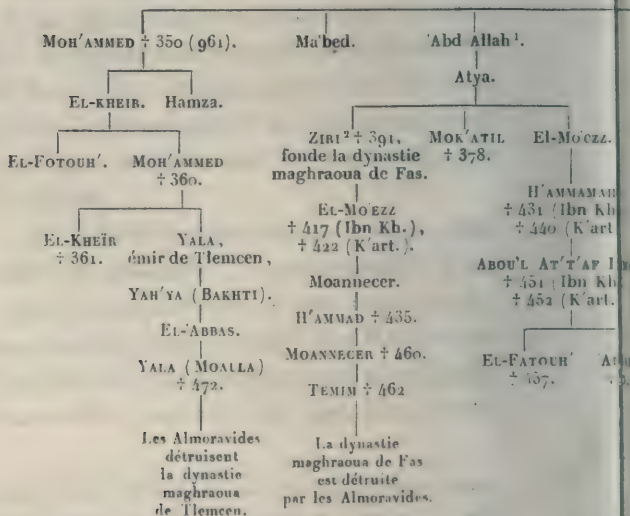 MOH'AMMED † 350 (961). Ma'bed. 'Abd Allah ¹.
Atya.
EL-KHEIR. Hamza.
EL-FOTOUH'. MOH'AMMED
† 360.
ZIRI ² † 391,
fonde la dynastie
maghraoua de Fas.
MOK'ATIL
† 378.
El-Mo'ezz.
EL-KHEÏR
† 361.
YALA,
émir de Tlemcen,
YAH'YA (BAKHTI).
EL-'ABBAS.
YALA (MOALLA)
† 472.
Les Almoravides
détruisent
la dynastie
maghraoua
de Tlemcen.
EL-MO'EZZ
† 417 (Ibn Kh.),
† 422 (K'art.).
Moannecer.
H'AMMAD † 435.
MOANNECER † 460.
TEMIM † 462
La dynastie
maghraoua de Fas
est détruite
par les Almoravides.
H'AMMAMAH
† 431 (Ibn Kh
† 440 (K'art
ABOU'L AT'T'AF
† 451 (Ibn Kh
† 452 (K'art.
EL-FATOUH'